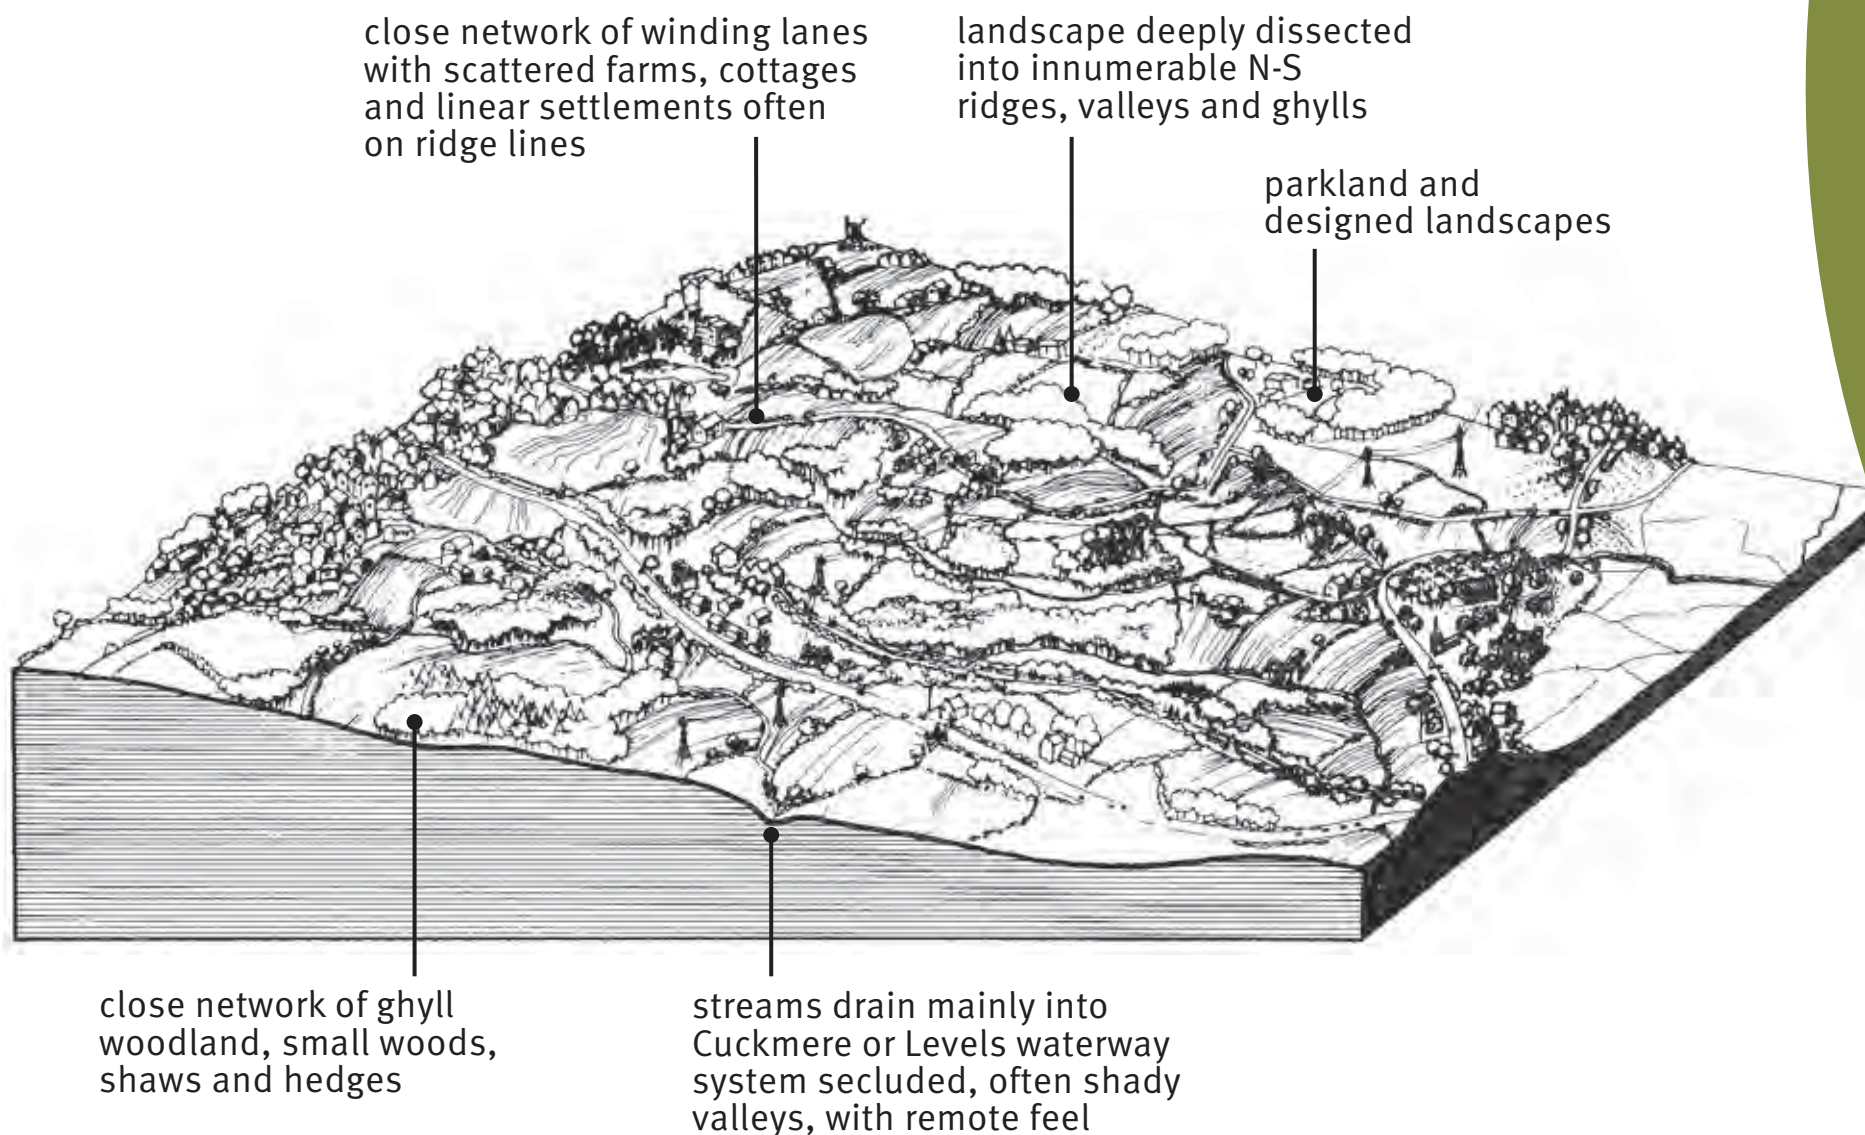 close network of winding lanes
with scattered farms, cottages
and linear settlements often
on ridge lines
landscape deeply dissected
into innumerable N-S
ridges, valleys and ghylls
parkland and
designed landscapes
close network of ghyll
woodland, small woods,
shaws and hedges
streams drain mainly into
Cuckmere or Levels waterway
system secluded, often shady
valleys, with remote feel